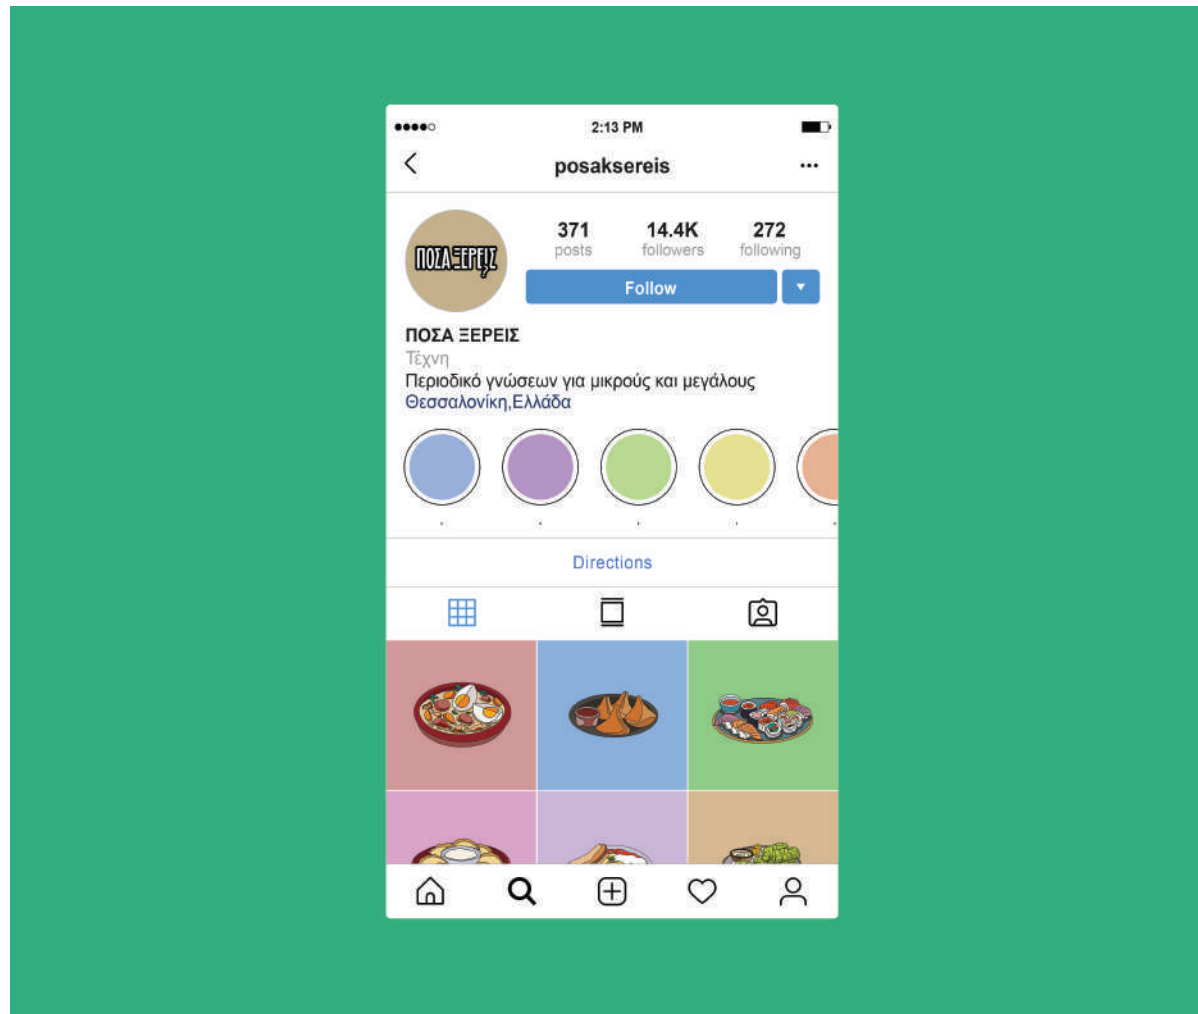 2:13 PM
posaksereis
371 14.4K 272
posts followers following
ΠΟΣΑ ΞΕΡΕΙΣ
Follow
ΠΟΣΑ ΞΕΡΕΙΣ
Τέχνη
Περιοδικό γνώσεων για μικρούς και μεγάλους
Θεσσαλονίκη,Ελλάδα
Directions